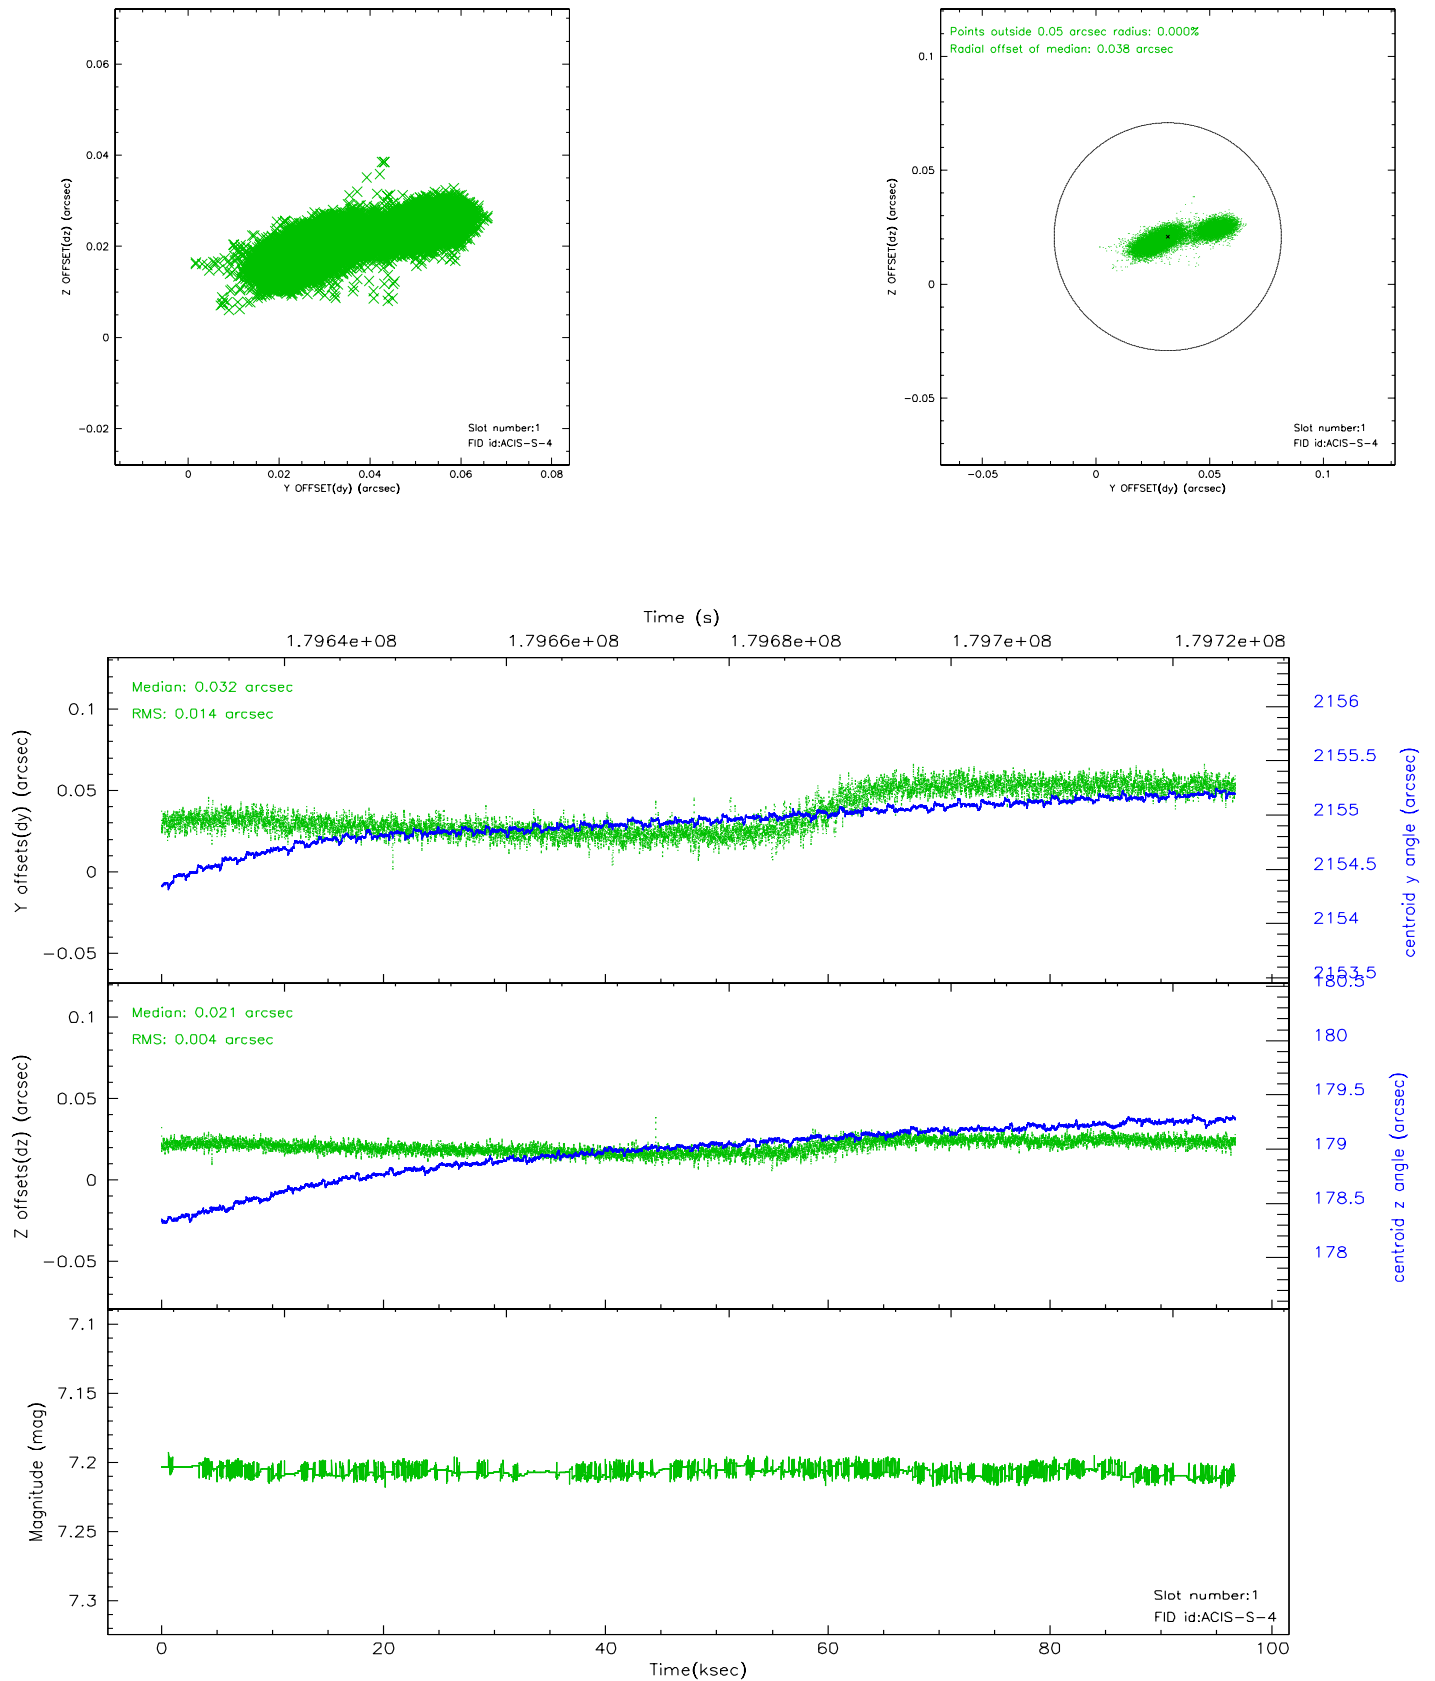 0.06
0.04
0.02
0
−0.02
Z OFFSET(dz) (arcsec)
Slot number:1
FID id:ACIS−S−4
0 0.02 0.04 0.06 0.08
Y OFFSET(dy) (arcsec)
Points outside 0.05 arcsec radius: 0.000%
Radial offset of median: 0.038 arcsec
0.1
0.05
0
−0.05
Z OFFSET(dz) (arcsec)
Slot number:1
FID id:ACIS−S−4
−0.05 0 0.05 0.1
Y OFFSET(dy) (arcsec)
Time (s)
1.7964e+08 1.7966e+08 1.7968e+08 1.797e+08 1.7972e+08
Median: 0.032 arcsec
RMS: 0.014 arcsec
0.1
0.05
0
−0.05
Y offsets(dy) (arcsec)
2156
2155.5
2155
2154.5
2154
2153.5
centroid y angle (arcsec)
Median: 0.021 arcsec
RMS: 0.004 arcsec
0.1
0.05
0
−0.05
Z offsets(dz) (arcsec)
180.5
180
179.5
179
178.5
178
centroid z angle (arcsec)
7.1
7.15
7.2
7.25
7.3
Magnitude (mag)
Slot number:1
FID id:ACIS−S−4
0 20 40 60 80 100
Time(ksec)